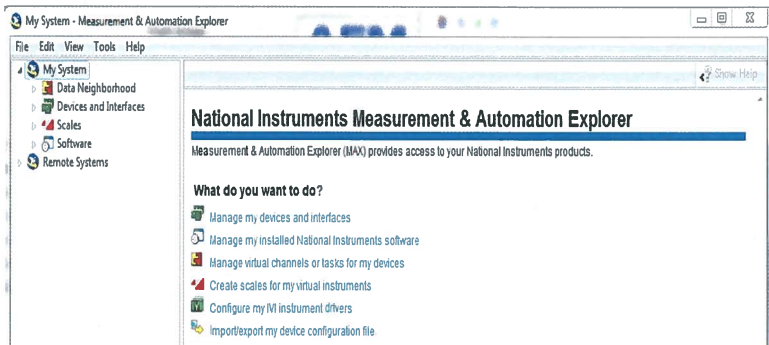 My System - Measurement & Automation Explorer
File Edit View Tools Help
My System
Data Neighborhood
Devices and Interfaces
Scales
Software
Remote Systems
Show Help
National Instruments Measurement & Automation Explorer
Measurement & Automation Explorer (MAX) provides access to your National Instruments products.
What do you want to do?
Manage my devices and interfaces
Manage my installed National Instruments software
Manage virtual channels or tasks for my devices
Create scales for my virtual instruments
Configure my IVI instrument drivers
Import/export my device configuration file